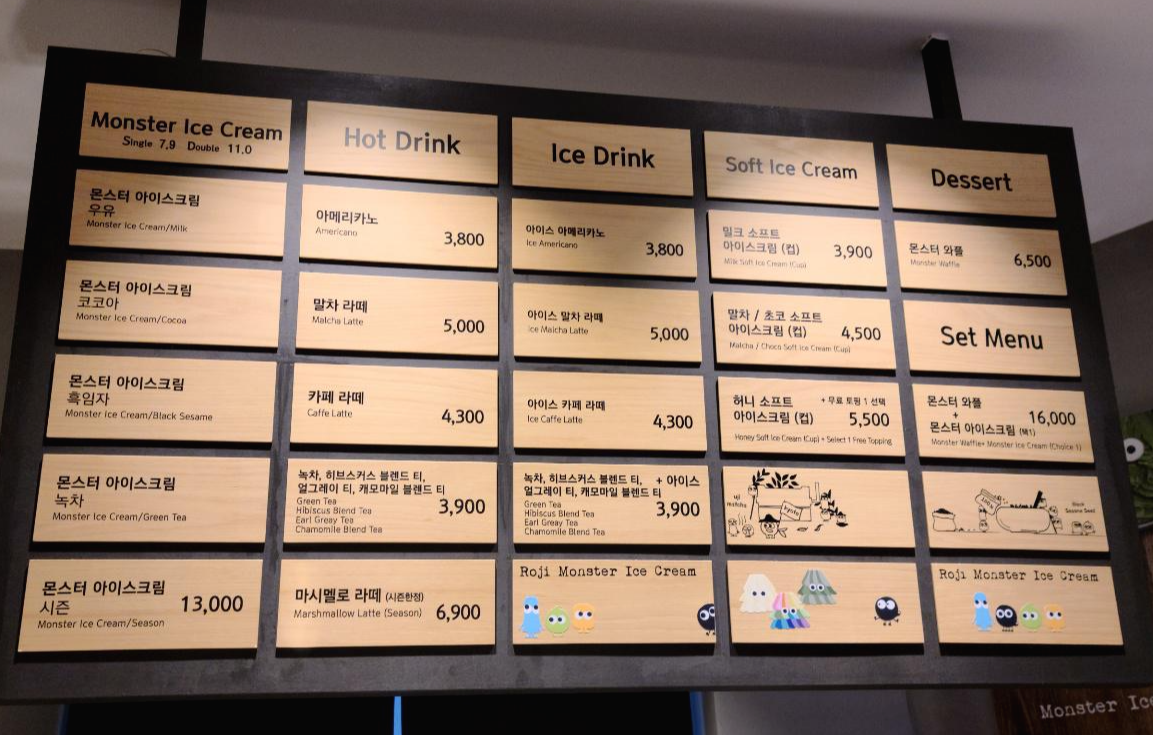 Monster Ice Cream
Single 7.9 Double 11.0
몬스터 아이스크림
우유
Monster Ice Cream/Milk
몬스터 아이스크림
코코아
Monster Ice Cream/Cocoa
몬스터 아이스크림
흑임자
Monster Ice Cream/Black Sesame
몬스터 아이스크림
녹차
Monster Ice Cream/Green Tea
몬스터 아이스크림
시즌 13,000
Monster Ice Cream/Season
Hot Drink
아메리카노
Americano 3,800
말차 라떼
Matcha Latte 5,000
카페 라떼
Caffe Latte 4,300
녹차, 히브스커스 블렌드 티,
얼그레이 티, 캐모마일 블렌드 티
Green Tea
Hibiscus Blend Tea 3,900
Earl Greay Tea
Chamomile Blend Tea
마시멜로 라떼 (시즌한정)
Marshmallow Latte (Season) 6,900
Ice Drink
아이스 아메리카노
Ice Americano 3,800
아이스 말차 라떼
Ice Matcha Latte 5,000
아이스 카페 라떼
Ice Caffe Latte 4,300
녹차, 히브스커스 블렌드 티, + 아이스
얼그레이 티, 캐모마일 블렌드 티
Green Tea
Hibiscus Blend Tea 3,900
Earl Greay Tea
Chamomile Blend Tea
Roji Monster Ice Cream
Soft Ice Cream
밀크 소프트
아이스크림 (컵) 3,900
Milk Soft Ice Cream (Cup)
말차 / 초코 소프트
아이스크림 (컵) 4,500
Matcha / Choco Soft Ice Cream (Cup)
허니 소프트 + 무료 토핑 1 선택
아이스크림 (컵) 5,500
Honey Soft Ice Cream (Cup) + Select 1 Free Topping
uji
matcha
kyoto
Dessert
몬스터 와플
Monster Waffle 6,500
Set Menu
몬스터 와플
+ 16,000
몬스터 아이스크림 (택1)
Monster Waffle+ Monster Ice Cream (Choice 1)
Black
Sesame Seed
Roji Monster Ice Cream
Monster Ice